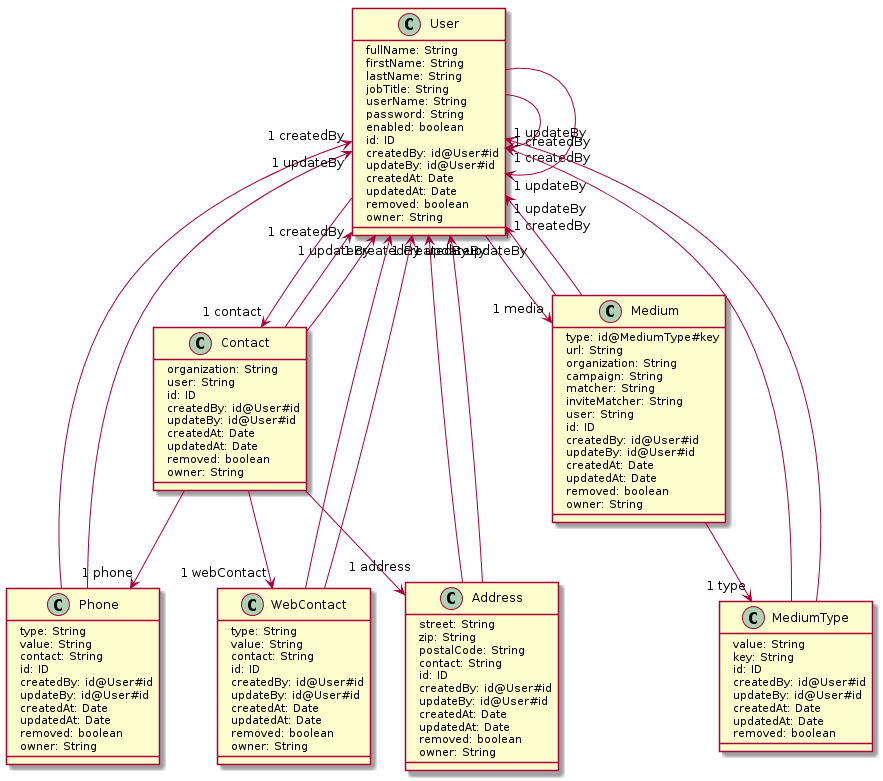 C User
fullName: String
firstName: String
lastName: String
jobTitle: String
userName: String
password: String
enabled: boolean
id: ID
createdBy: id@User#id
updateBy: id@User#id
createdAt: Date
updatedAt: Date
removed: boolean
owner: String
1 createdBy
1 updateBy
1 updateBy
1 createdBy
1 createdBy
1 updateBy
1 updateBy
1 createdBy
1 createdBy
1 updateBy
1 createdBy
1 createdBy
1 updateBy
1 updateBy
1 contact
1 media
C Contact
organization: String
user: String
id: ID
createdBy: id@User#id
updateBy: id@User#id
createdAt: Date
updatedAt: Date
removed: boolean
owner: String
C Medium
type: id@MediumType#key
url: String
organization: String
campaign: String
matcher: String
inviteMatcher: String
user: String
id: ID
createdBy: id@User#id
updateBy: id@User#id
createdAt: Date
updatedAt: Date
removed: boolean
owner: String
1 phone
1 webContact
1 address
1 type
C Phone
type: String
value: String
contact: String
id: ID
createdBy: id@User#id
updateBy: id@User#id
createdAt: Date
updatedAt: Date
removed: boolean
owner: String
C WebContact
type: String
value: String
contact: String
id: ID
createdBy: id@User#id
updateBy: id@User#id
createdAt: Date
updatedAt: Date
removed: boolean
owner: String
C Address
street: String
zip: String
postalCode: String
contact: String
id: ID
createdBy: id@User#id
updateBy: id@User#id
createdAt: Date
updatedAt: Date
removed: boolean
owner: String
C MediumType
value: String
key: String
id: ID
createdBy: id@User#id
updateBy: id@User#id
createdAt: Date
updatedAt: Date
removed: boolean